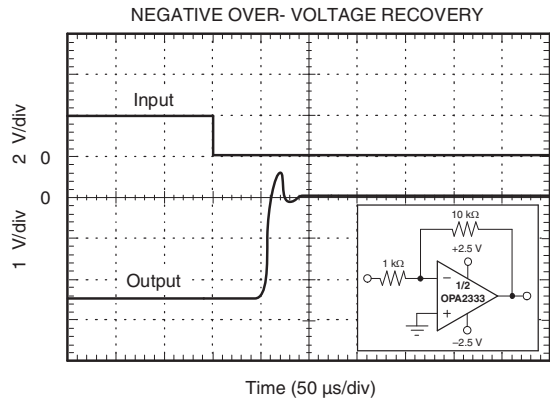 NEGATIVE OVER- VOLTAGE RECOVERY
Input
2 V/div
0
0
1 V/div
Output
10 kΩ
+2.5 V
1 kΩ
−
1/2
OPA2333
+
−2.5 V
Time (50 µs/div)